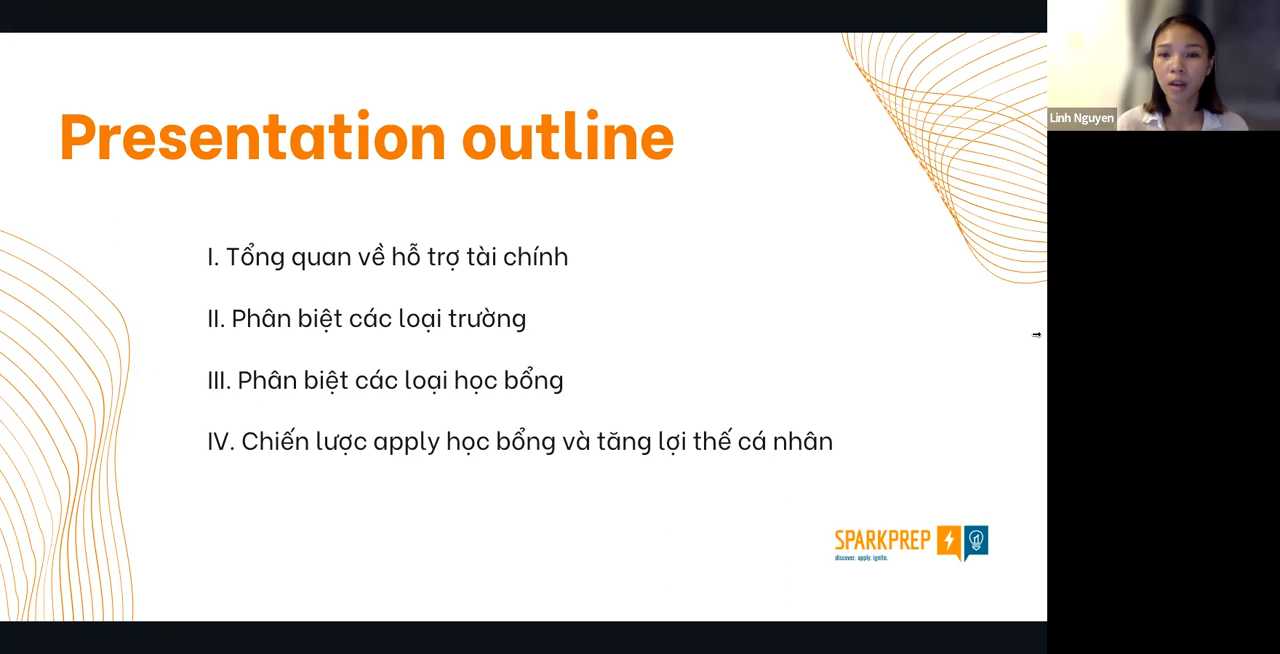 Presentation outline
I. Tổng quan về hỗ trợ tài chính
II. Phân biệt các loại trường
III. Phân biệt các loại học bổng
IV. Chiến lược apply học bổng và tăng lợi thế cá nhân
SPARKPREP
discover. apply. ignite.
Linh Nguyen